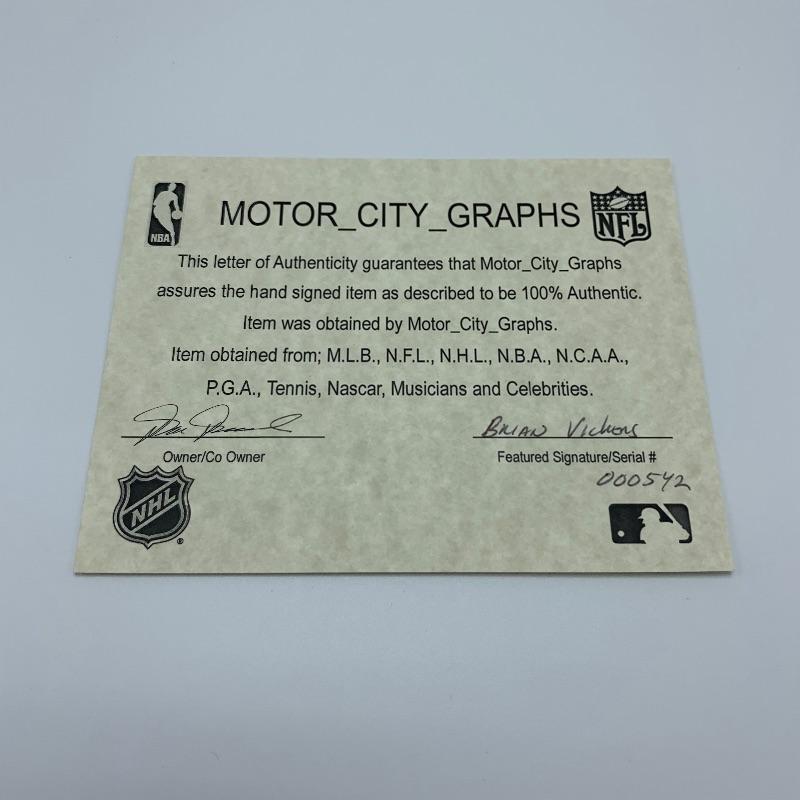 MOTOR_CITY_GRAPHS
NBA
NFL
This letter of Authenticity guarantees that Motor_City_Graphs
assures the hand signed item as described to be 100% Authentic.
Item was obtained by Motor_City_Graphs.
Item obtained from; M.L.B., N.F.L., N.H.L., N.B.A., N.C.A.A.,
P.G.A., Tennis, Nascar, Musicians and Celebrities.
BRIAN Vickers
Owner/Co Owner
Featured Signature/Serial #
000542
NHL
®